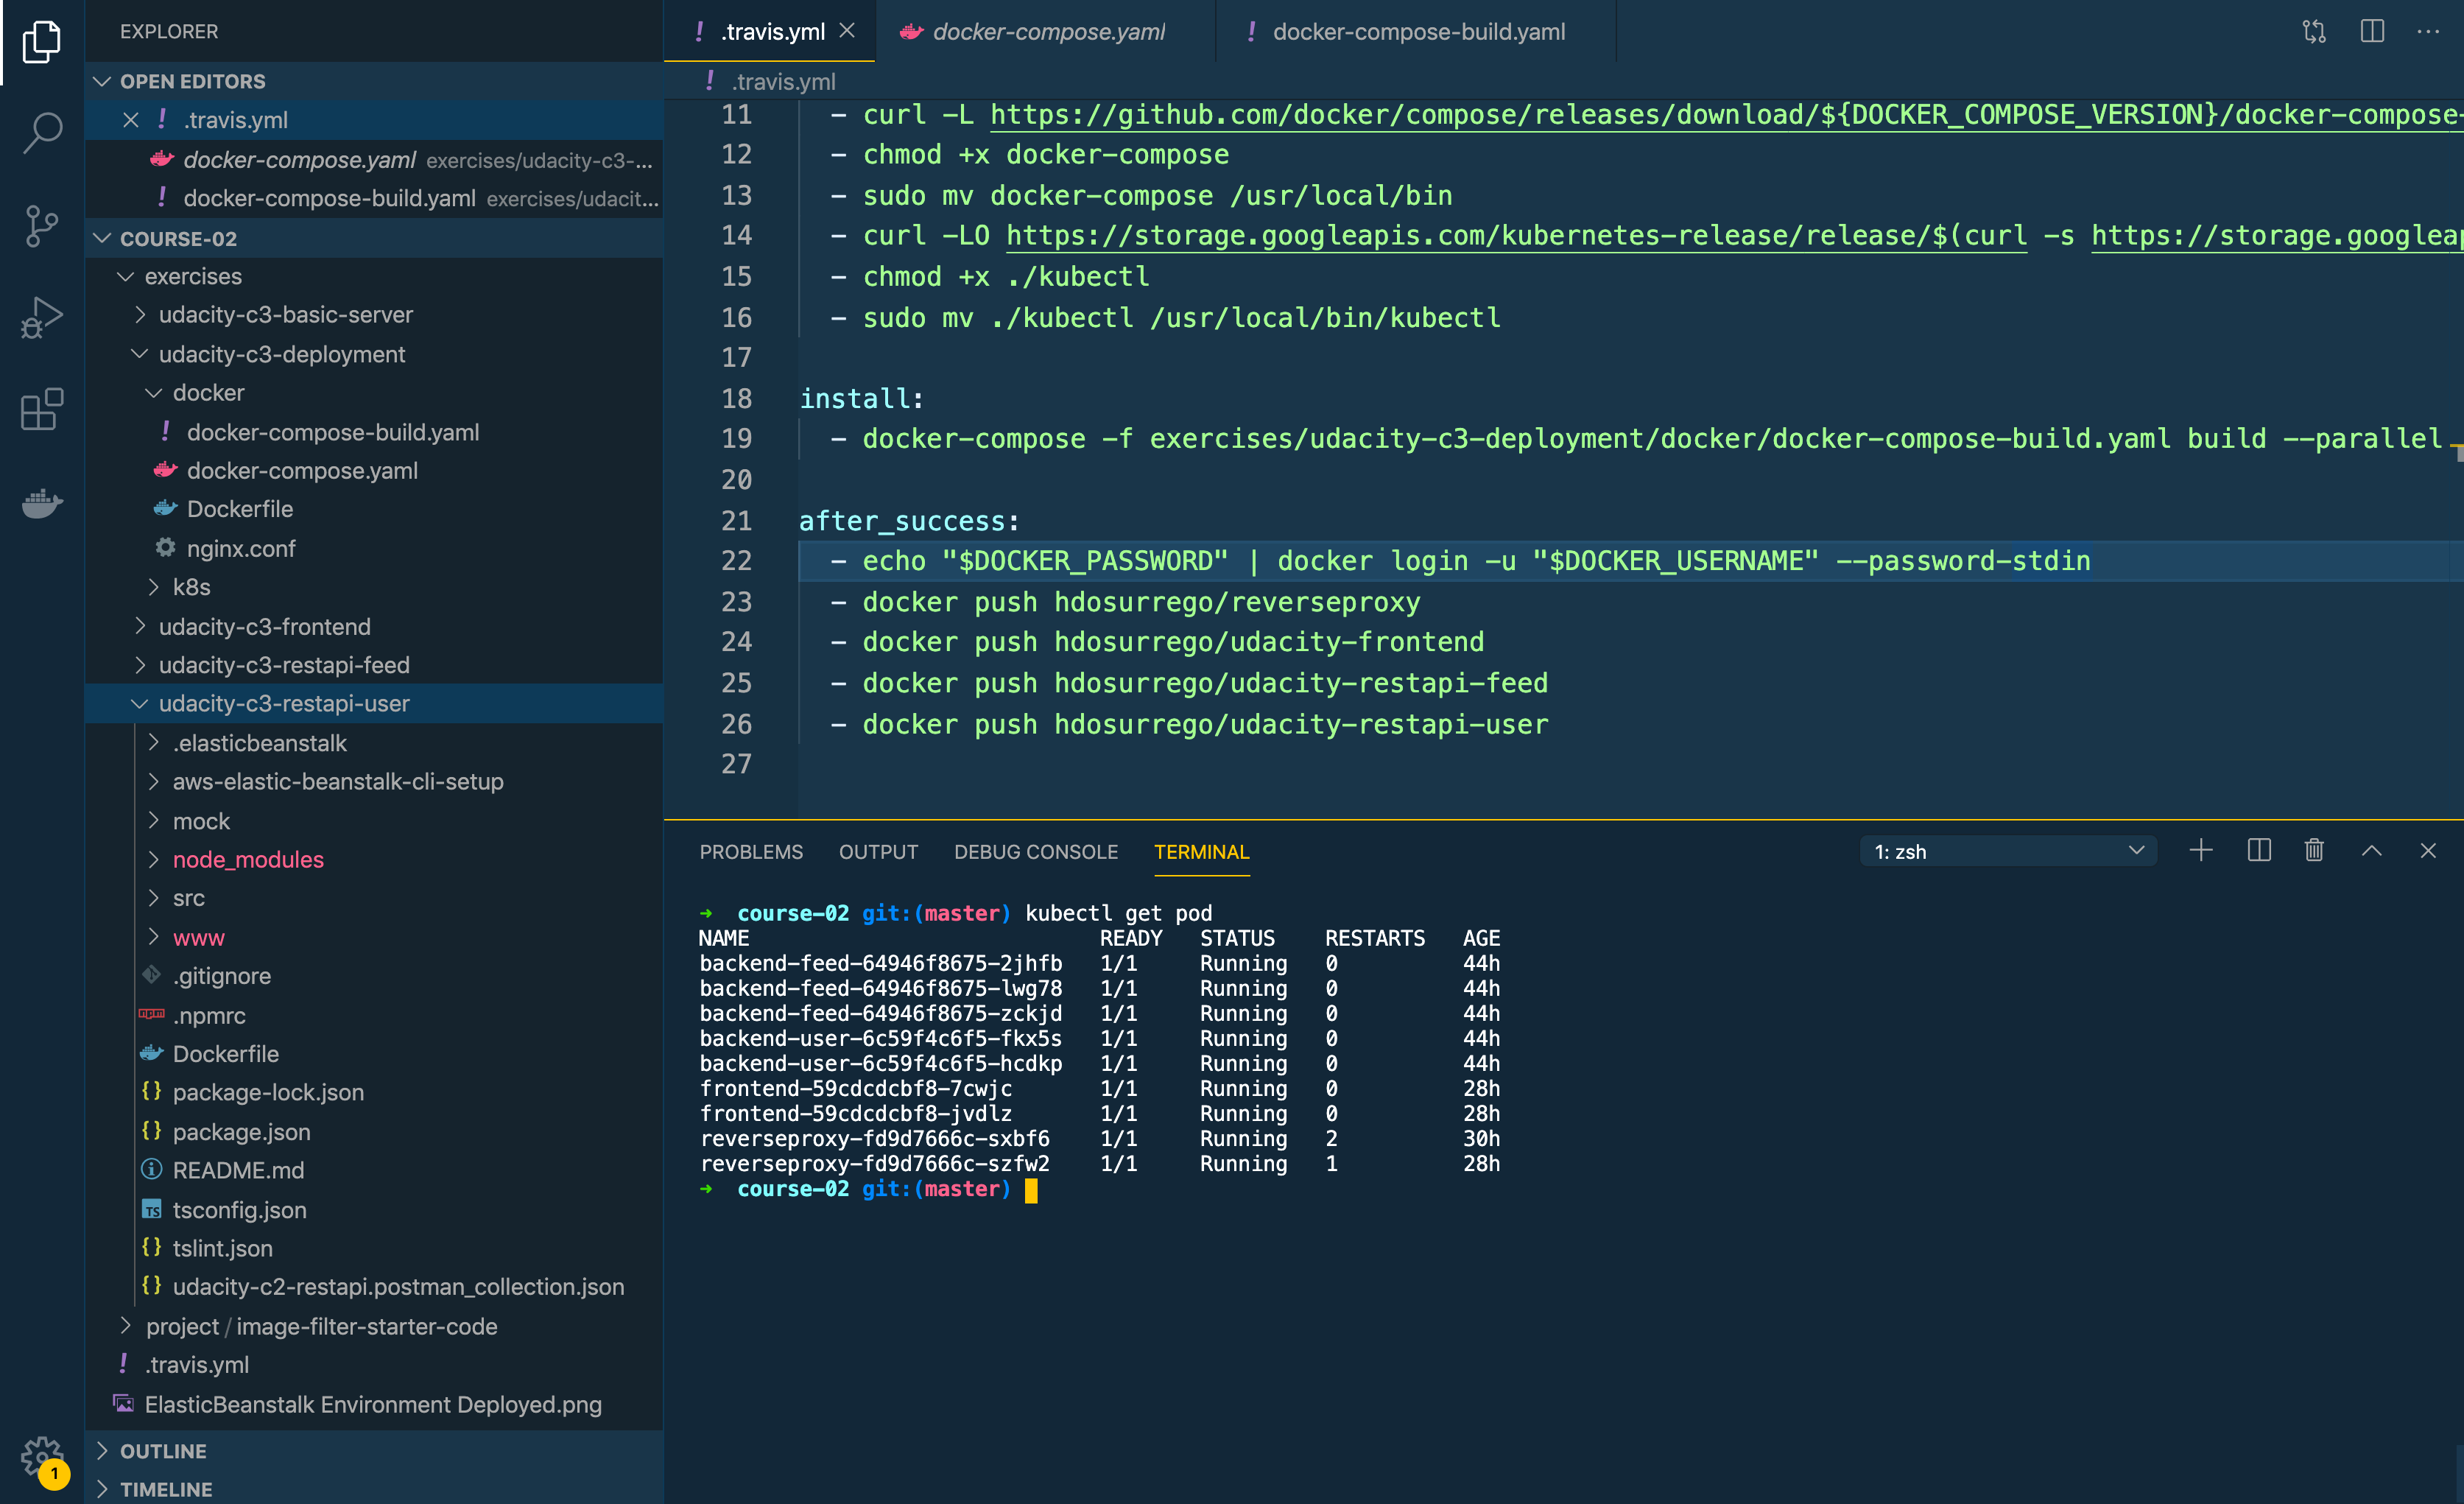 EXPLORER
OPEN EDITORS
.travis.yml
docker-compose.yaml exercises/udacity-c3-...
docker-compose-build.yaml exercises/udacit...
COURSE-02
exercises
udacity-c3-basic-server
udacity-c3-deployment
docker
docker-compose-build.yaml
docker-compose.yaml
Dockerfile
nginx.conf
k8s
udacity-c3-frontend
udacity-c3-restapi-feed
udacity-c3-restapi-user
.elasticbeanstalk
aws-elastic-beanstalk-cli-setup
mock
node_modules
src
www
.gitignore
.npmrc
Dockerfile
package-lock.json
package.json
README.md
tsconfig.json
tslint.json
udacity-c2-restapi.postman_collection.json
project / image-filter-starter-code
.travis.yml
ElasticBeanstalk Environment Deployed.png
OUTLINE
TIMELINE
1
.travis.yml
docker-compose.yaml
docker-compose-build.yaml
.travis.yml
11 - curl -L https://github.com/docker/compose/releases/download/${DOCKER_COMPOSE_VERSION}/docker-compose-
12 - chmod +x docker-compose
13 - sudo mv docker-compose /usr/local/bin
14 - curl -LO https://storage.googleapis.com/kubernetes-release/release/$(curl -s https://storage.googleap
15 - chmod +x ./kubectl
16 - sudo mv ./kubectl /usr/local/bin/kubectl
17
18 install:
19 - docker-compose -f exercises/udacity-c3-deployment/docker/docker-compose-build.yaml build --parallel
20
21 after_success:
22 - echo "$DOCKER_PASSWORD" | docker login -u "$DOCKER_USERNAME" --password-stdin
23 - docker push hdosurrego/reverseproxy
24 - docker push hdosurrego/udacity-frontend
25 - docker push hdosurrego/udacity-restapi-feed
26 - docker push hdosurrego/udacity-restapi-user
27
PROBLEMS OUTPUT DEBUG CONSOLE TERMINAL 1: zsh
→ course-02 git:(master) kubectl get pod
NAME READY STATUS RESTARTS AGE
backend-feed-64946f8675-2jhfb 1/1 Running 0 44h
backend-feed-64946f8675-lwg78 1/1 Running 0 44h
backend-feed-64946f8675-zckjd 1/1 Running 0 44h
backend-user-6c59f4c6f5-fkx5s 1/1 Running 0 44h
backend-user-6c59f4c6f5-hcdkp 1/1 Running 0 44h
frontend-59cdcdcbf8-7cwjc 1/1 Running 0 28h
frontend-59cdcdcbf8-jvdlz 1/1 Running 0 28h
reverseproxy-fd9d7666c-sxbf6 1/1 Running 2 30h
reverseproxy-fd9d7666c-szfw2 1/1 Running 1 28h
→ course-02 git:(master)